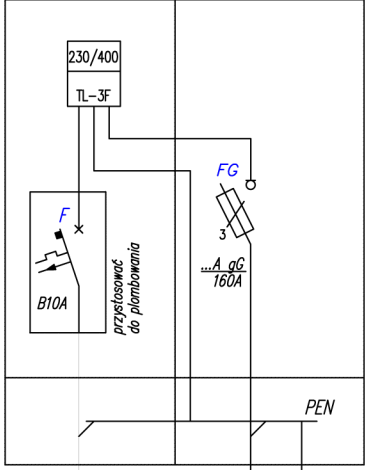 230/400
TL-3F
FG
F
3
...A gG
160A
B10A
przystosować
do plombowania
PEN